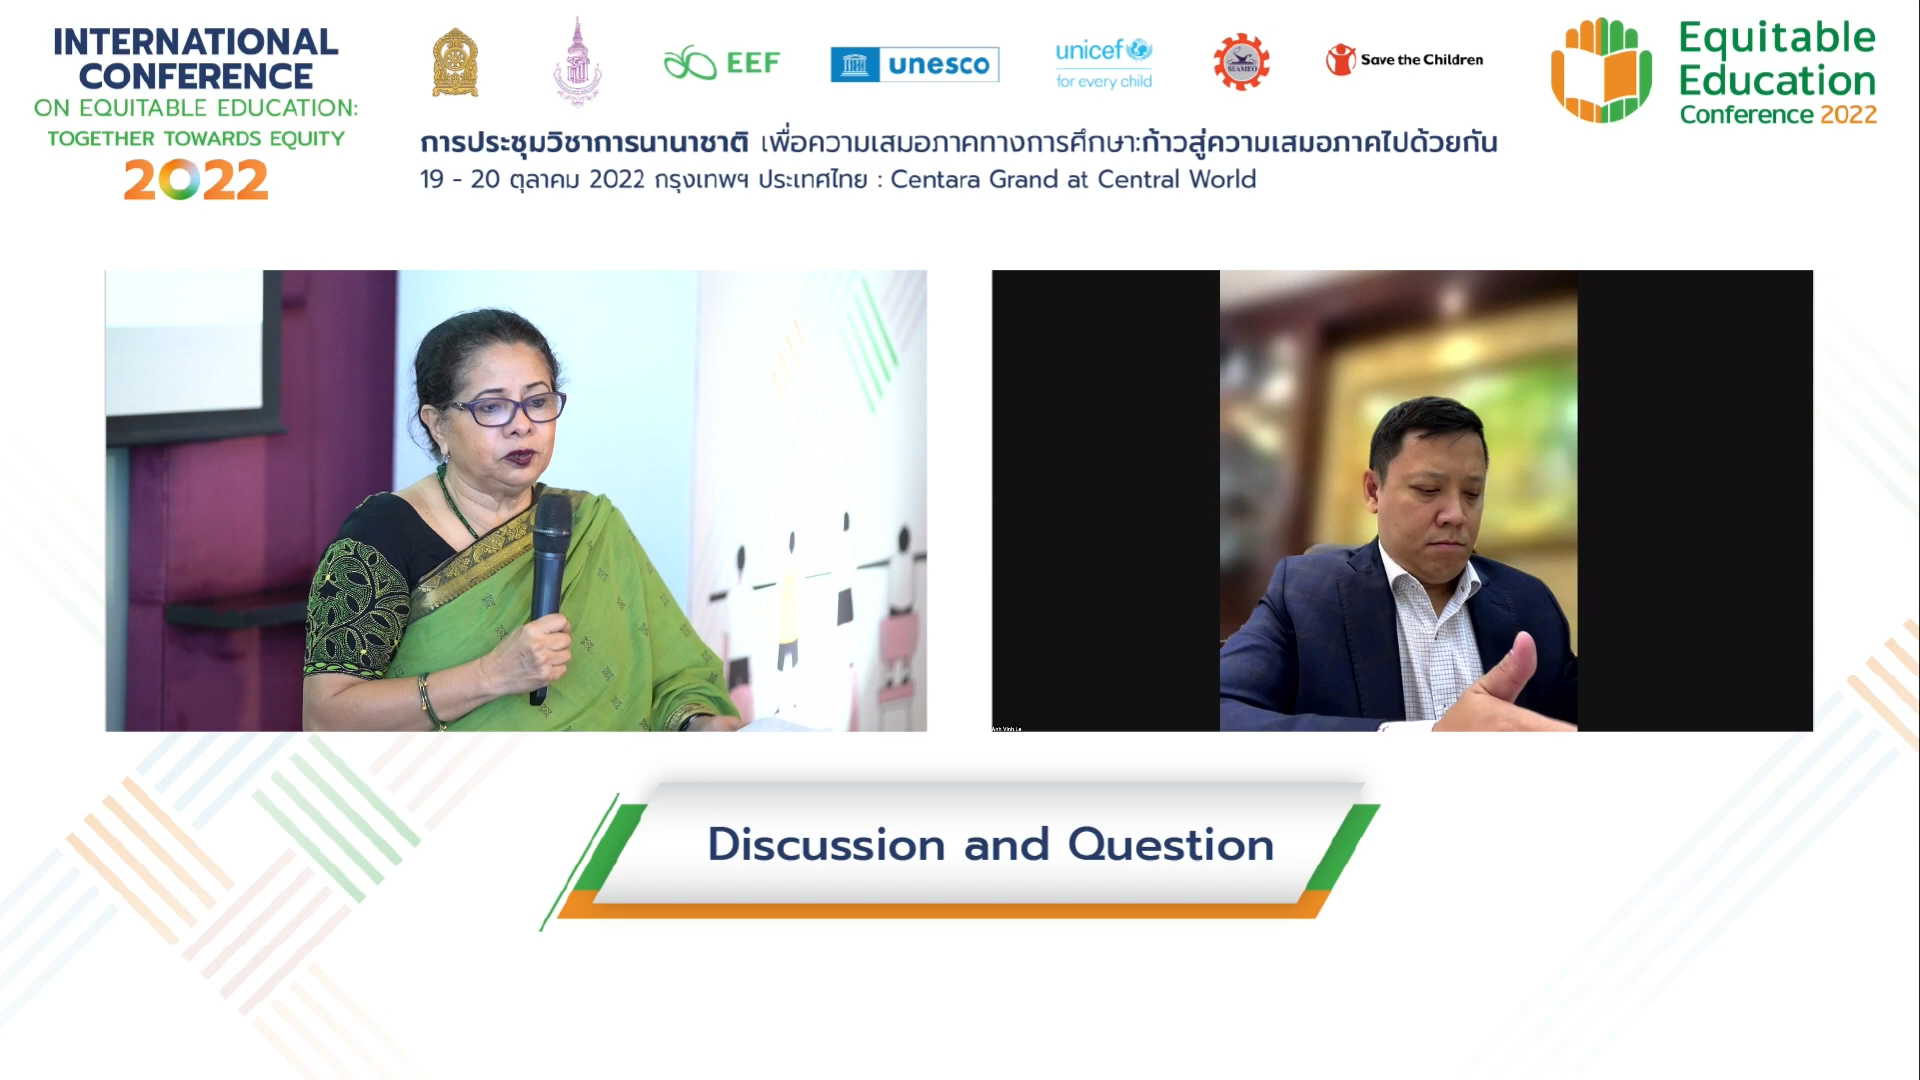 INTERNATIONAL
CONFERENCE
ON EQUITABLE EDUCATION:
TOGETHER TOWARDS EQUITY
2022
EEF
unesco
unicef
for every child
SEAMEO
Save the Children
Equitable
Education
Conference 2022
การประชุมวิชาการนานาชาติ เพื่อความเสมอภาคทางการศึกษา:ก้าวสู่ความเสมอภาคไปด้วยกัน
19 - 20 ตุลาคม 2022 กรุงเทพฯ ประเทศไทย : Centara Grand at Central World
Anh Vinh Le
Discussion and Question